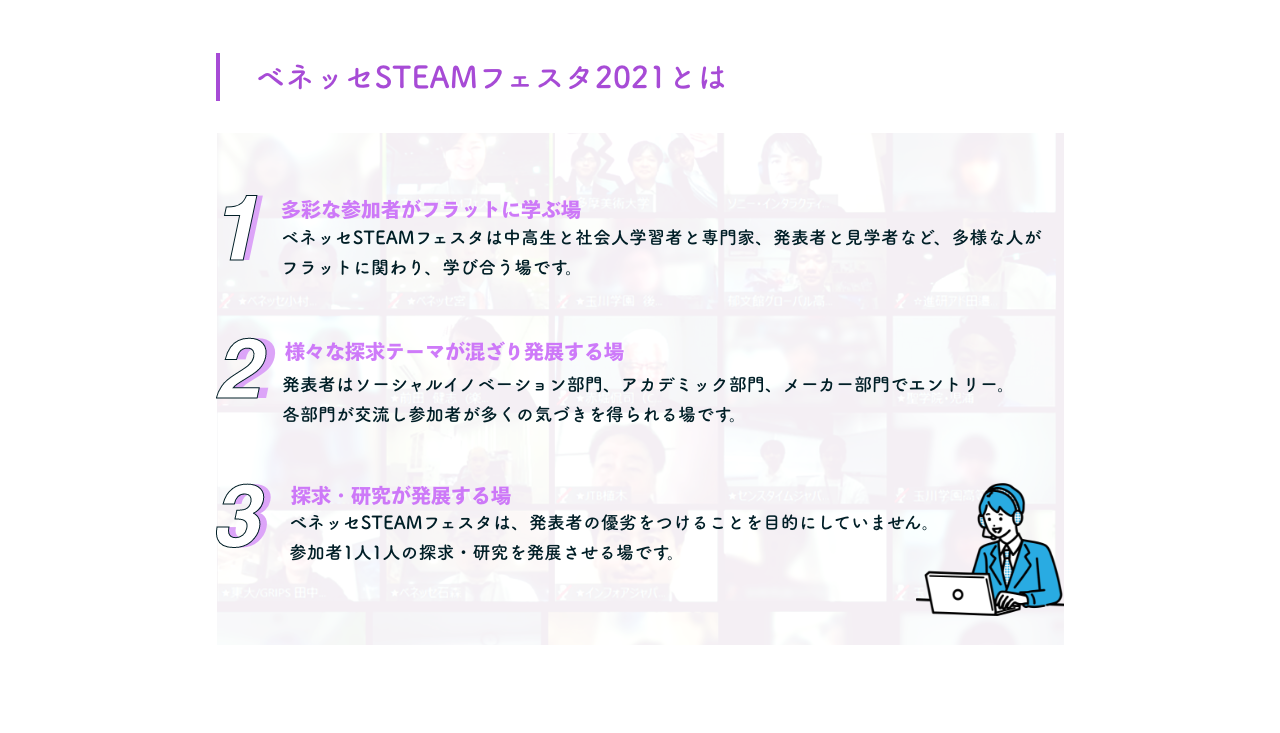 ベネッセSTEAMフェスタ2021とは
1
多彩な参加者がフラットに学ぶ場
ベネッセSTEAMフェスタは中高生と社会人学習者と専門家、発表者と見学者など、多様な人が
フラットに関わり、学び合う場です。
2
様々な探求テーマが混ざり発展する場
発表者はソーシャルイノベーション部門、アカデミック部門、メーカー部門でエントリー。
各部門が交流し参加者が多くの気づきを得られる場です。
3
探求・研究が発展する場
ベネッセSTEAMフェスタは、発表者の優劣をつけることを目的にしていません。
参加者1人1人の探求・研究を発展させる場です。